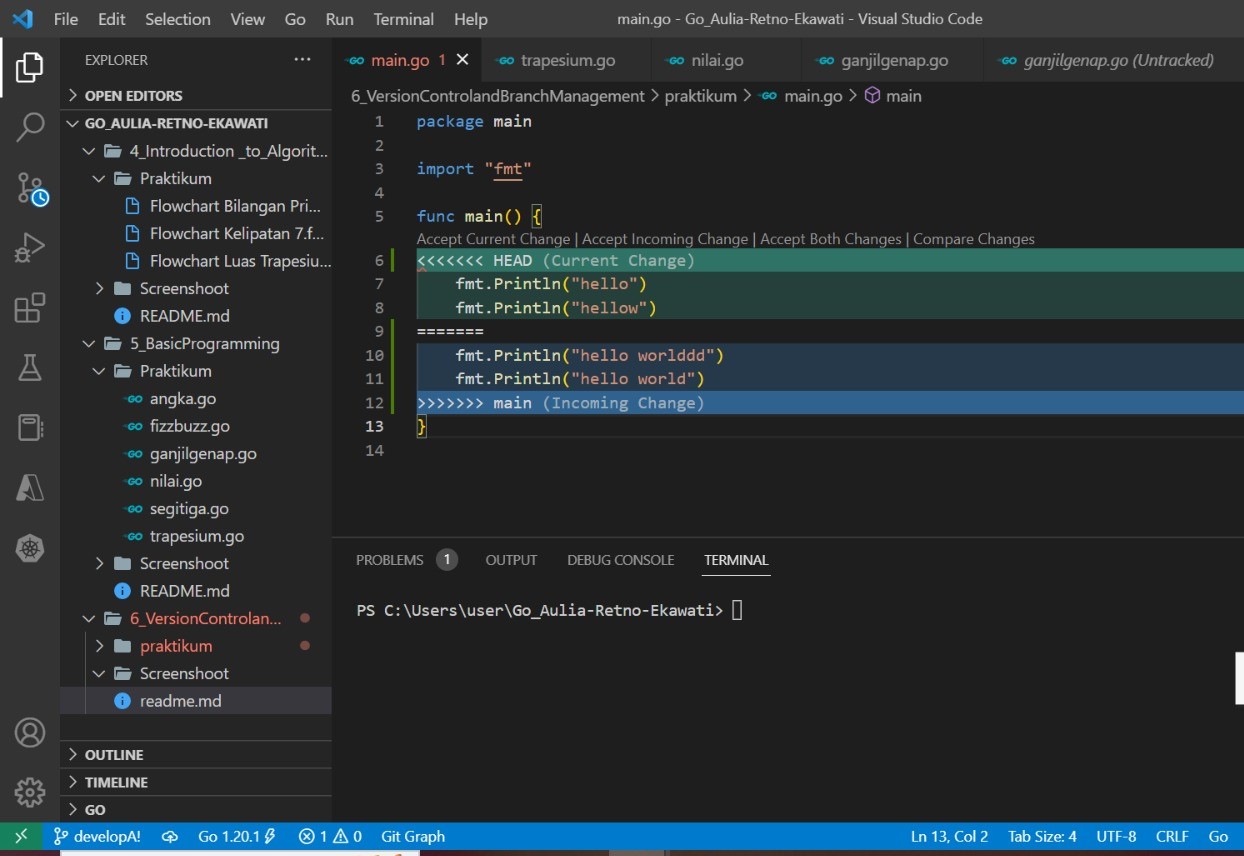 File Edit Selection View Go Run Terminal Help main.go - Go_Aulia-Retno-Ekawati - Visual Studio Code
EXPLORER ...
OPEN EDITORS
GO_AULIA-RETNO-EKAWATI
4_Introduction _to_Algorit...
Praktikum
Flowchart Bilangan Pri...
Flowchart Kelipatan 7.f...
Flowchart Luas Trapesiu...
Screenshoot
README.md
5_BasicProgramming
Praktikum
angka.go
fizzbuzz.go
ganjilgenap.go
nilai.go
segitiga.go
trapesium.go
Screenshoot
README.md
6_VersionControlan...
praktikum
Screenshoot
readme.md
OUTLINE
TIMELINE
GO
main.go 1 trapesium.go nilai.go ganjilgenap.go ganjilgenap.go (Untracked)
6_VersionControlandBranchManagement > praktikum > main.go > main
1 package main
2
3 import "fmt"
4
5 func main() {
Accept Current Change | Accept Incoming Change | Accept Both Changes | Compare Changes
6 <<<<<<< HEAD (Current Change)
7 fmt.Println("hello")
8 fmt.Println("hellow")
9 =======
10 fmt.Println("hello worlddd")
11 fmt.Println("hello world")
12 >>>>>>> main (Incoming Change)
13 }
14
PROBLEMS 1 OUTPUT DEBUG CONSOLE TERMINAL
PS C:\Users\user\Go_Aulia-Retno-Ekawati>
developA! Go 1.20.1 1 0 Git Graph Ln 13, Col 2 Tab Size: 4 UTF-8 CRLF Go